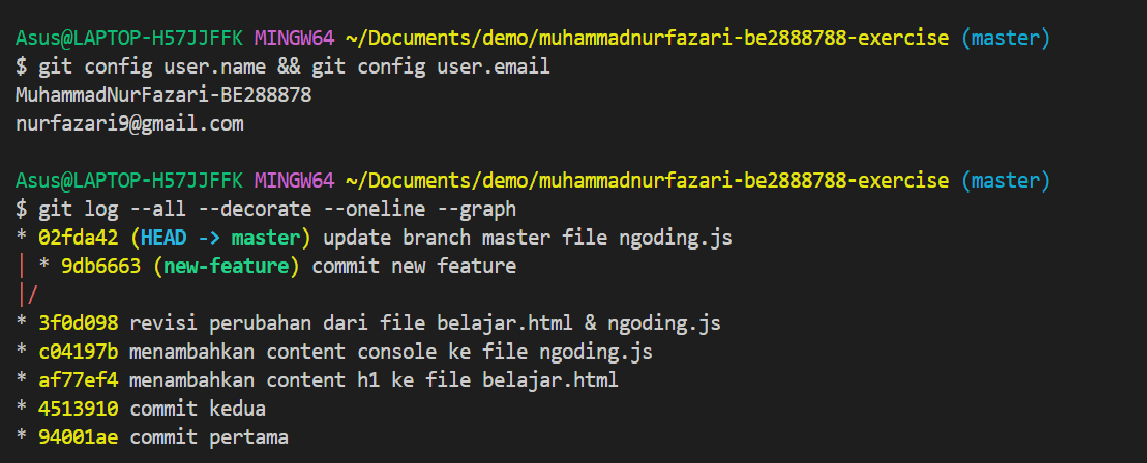 Asus@LAPTOP-H57JJFFK MINGW64 ~/Documents/demo/muhammadnurfazari-be2888788-exercise (master)
$ git config user.name && git config user.email
MuhammadNurFazari-BE288878
nurfazari9@gmail.com
Asus@LAPTOP-H57JJFFK MINGW64 ~/Documents/demo/muhammadnurfazari-be2888788-exercise (master)
$ git log --all --decorate --oneline --graph
* 02fda42 (HEAD -> master) update branch master file ngoding.js
| * 9db6663 (new-feature) commit new feature
|/
* 3f0d098 revisi perubahan dari file belajar.html & ngoding.js
* c04197b menambahkan content console ke file ngoding.js
* af77ef4 menambahkan content h1 ke file belajar.html
* 4513910 commit kedua
* 94001ae commit pertama